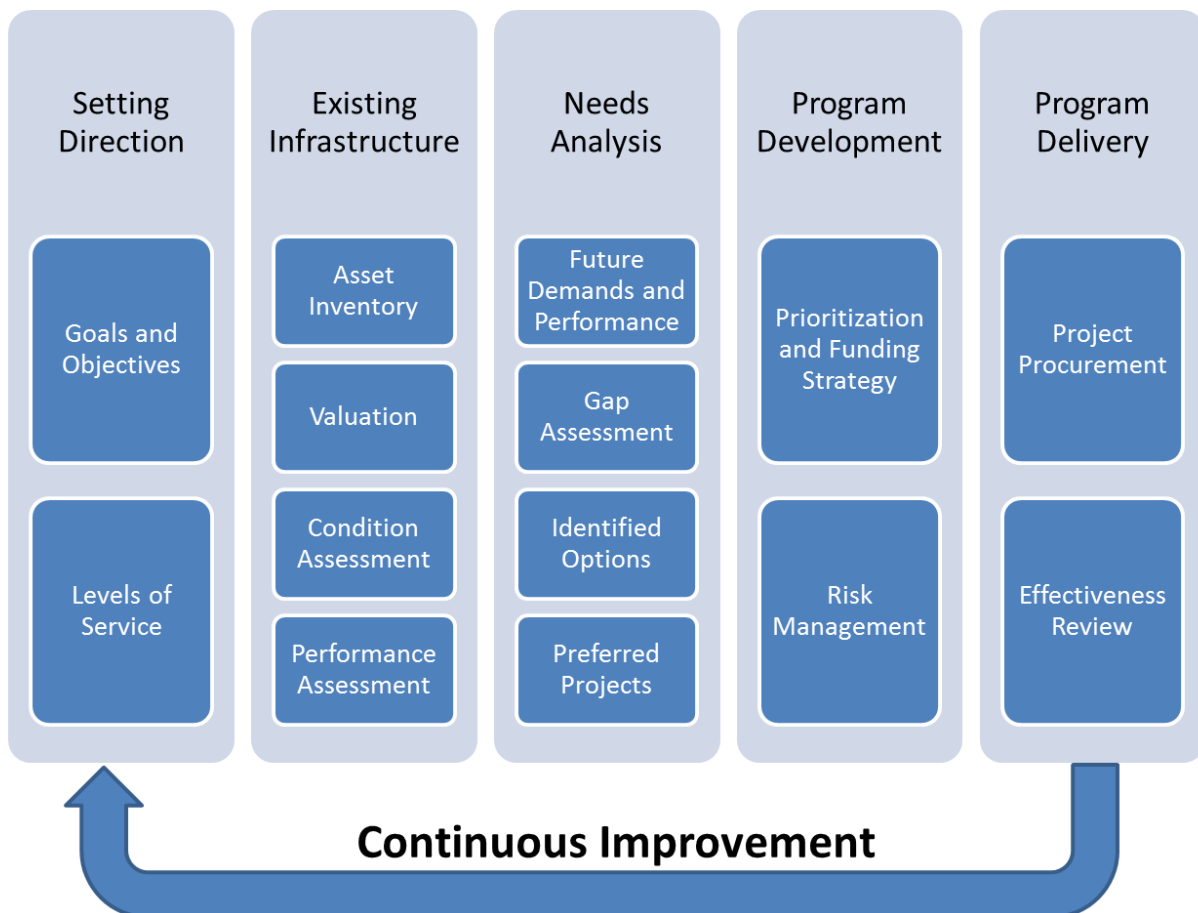 Setting
Direction
Goals and
Objectives
Levels of
Service
Existing
Infrastructure
Asset
Inventory
Valuation
Condition
Assessment
Performance
Assessment
Needs
Analysis
Future
Demands and
Performance
Gap
Assessment
Identified
Options
Preferred
Projects
Program
Development
Prioritization
and Funding
Strategy
Risk
Management
Program
Delivery
Project
Procurement
Effectiveness
Review
Continuous Improvement